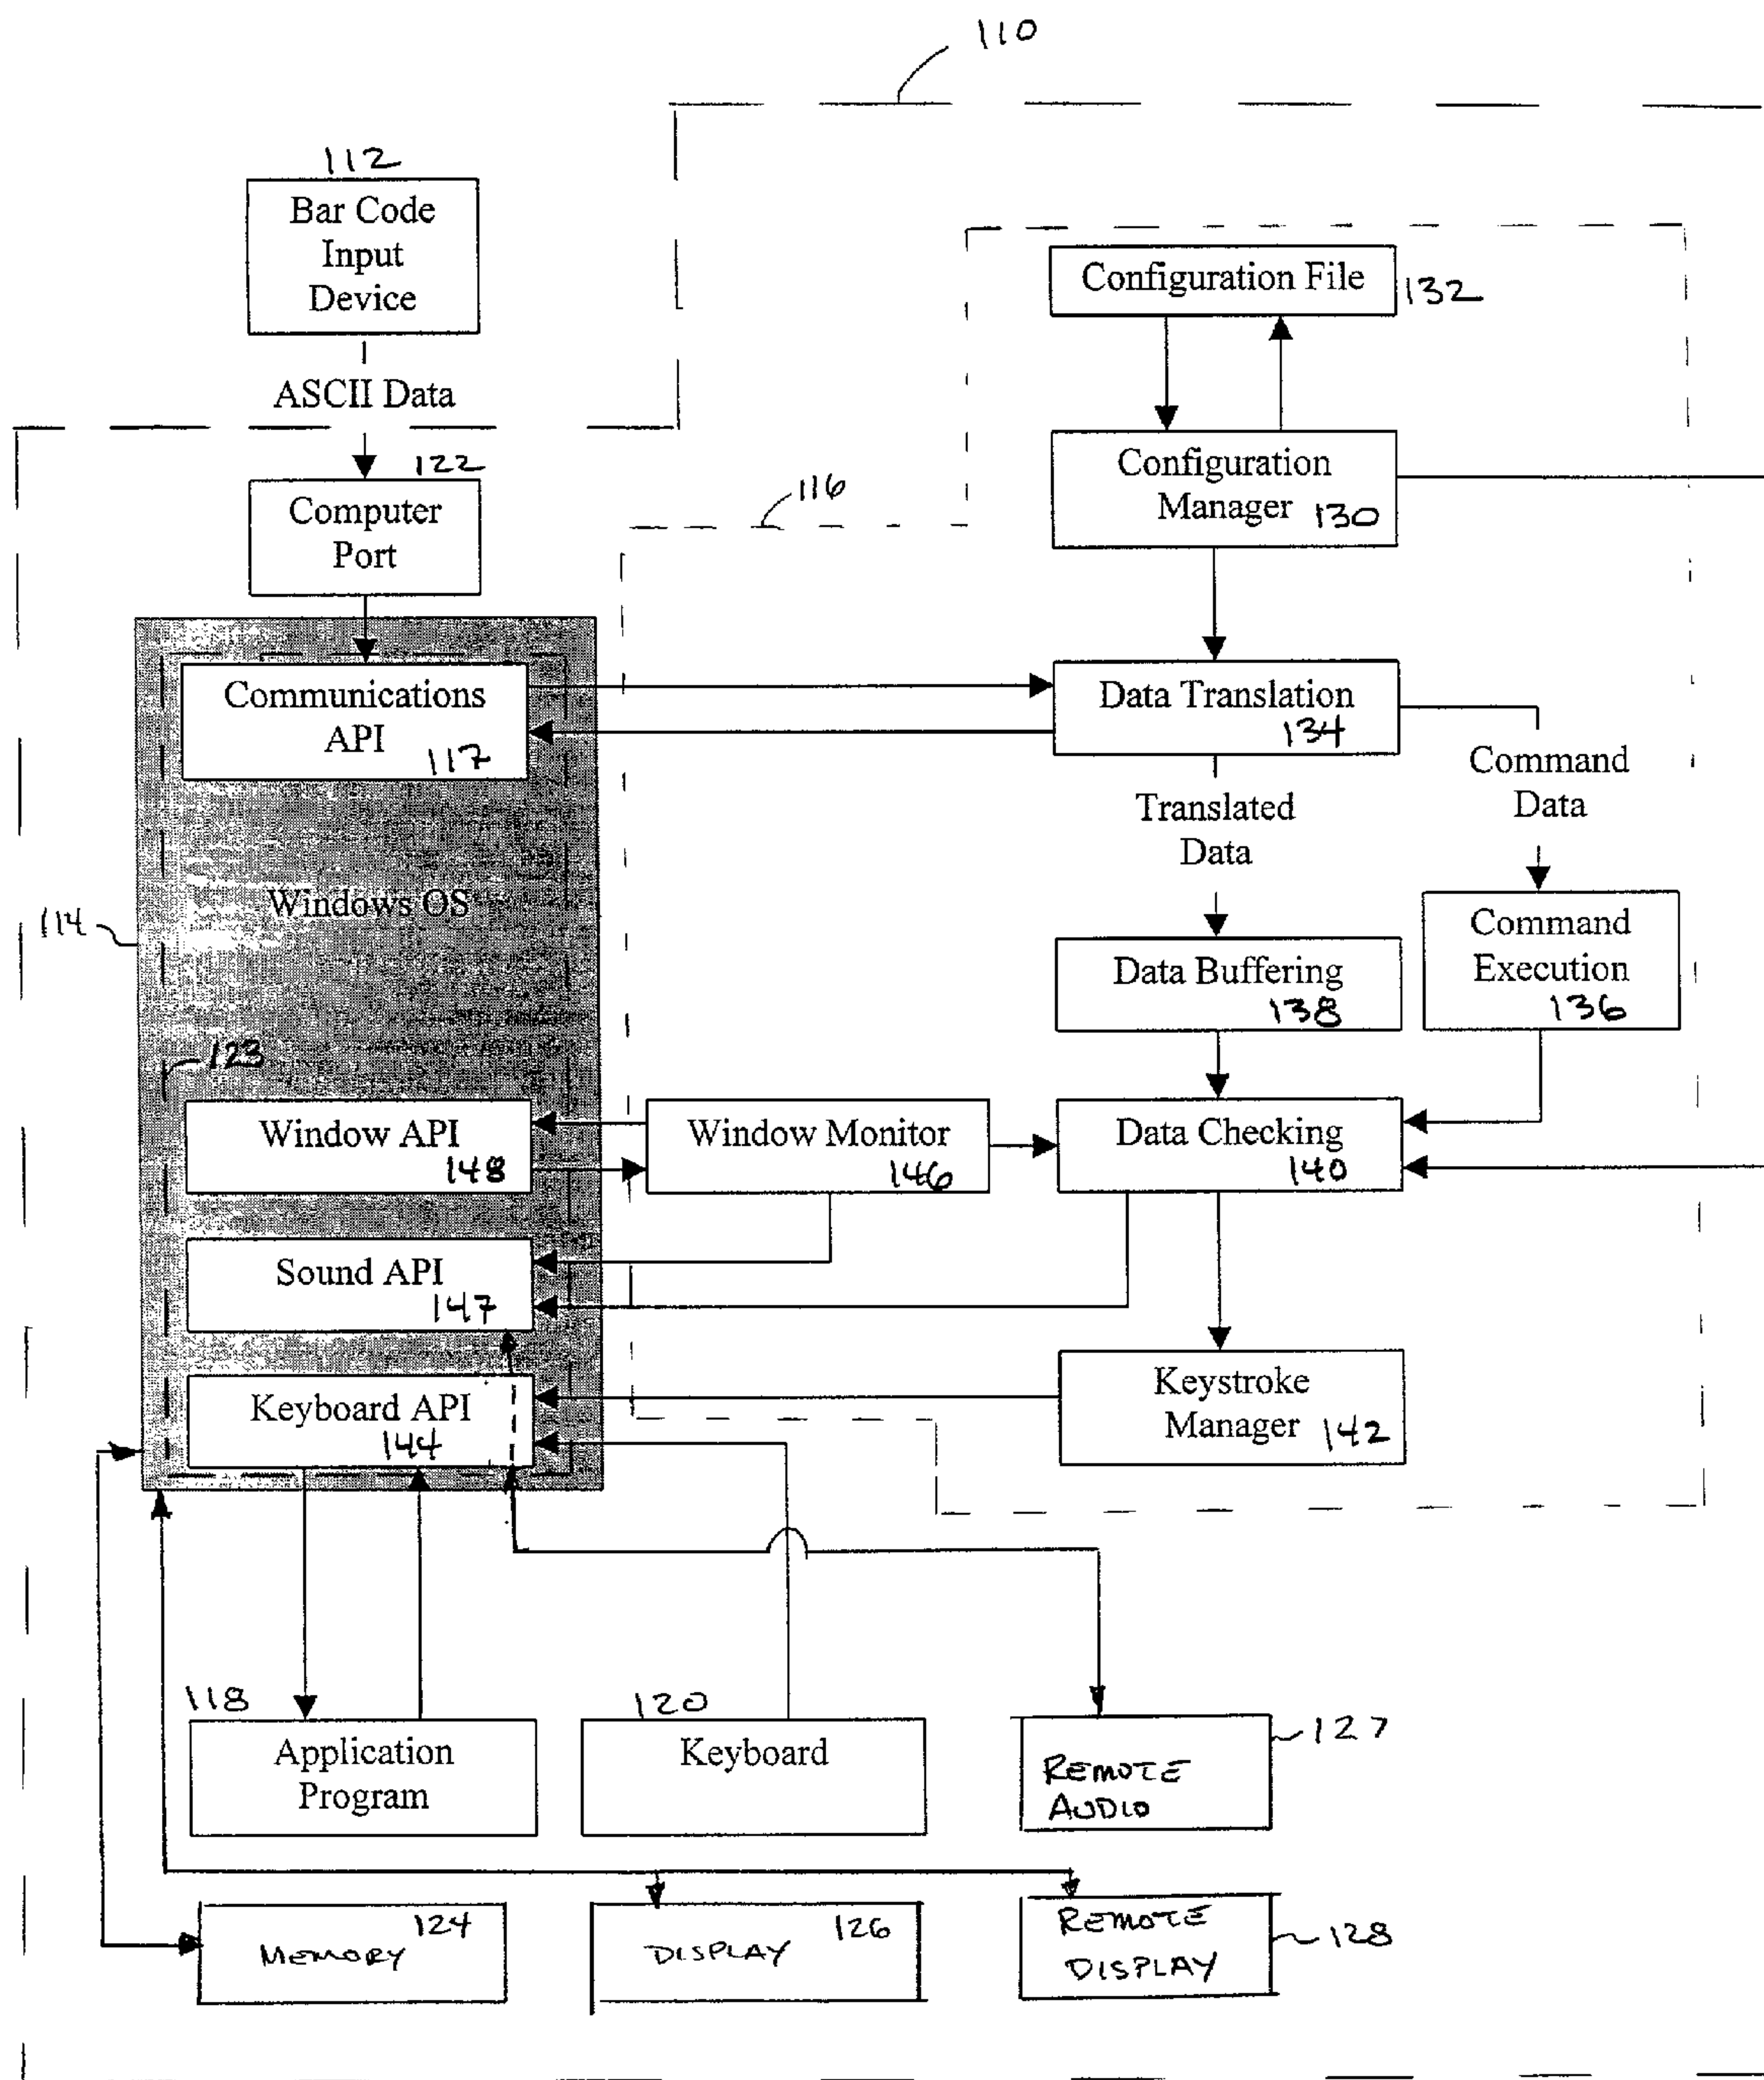 110
112
Bar Code
Input
Device
ASCII Data
122
Computer
Port
Configuration File
132
Configuration
Manager 130
116
Communications
API
117
Data Translation
134
Command
Data
Translated
Data
Windows OS
114
Command
Execution
136
Data Buffering
138
123
Window API
148
Window Monitor
146
Data Checking
140
Sound API
147
Keyboard API
144
Keystroke
Manager 142
118
Application
Program
120
Keyboard
127
REMOTE
AUDIO
MEMORY 124
DISPLAY 126
REMOTE
DISPLAY
128